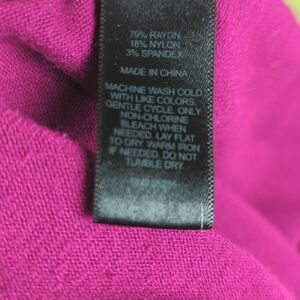 79% RAYON
18% NYLON
3% SPANDEX
MADE IN CHINA
MACHINE WASH COLD
WITH LIKE COLORS.
GENTLE CYCLE. ONLY
NON-CHLORINE
BLEACH WHEN
NEEDED. LAY FLAT
TO DRY. WARM IRON
IF NEEDED. DO NOT
TUMBLE DRY